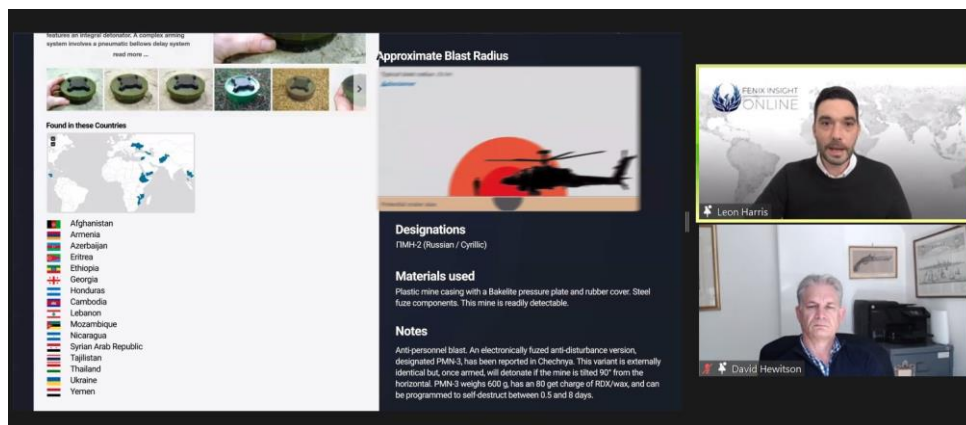 features an integral detonator. A complex arming
system involves a pneumatic bellows delay system
read more ...
Found in these Countries
Afghanistan
Armenia
Azerbaijan
Eritrea
Ethiopia
Georgia
Honduras
Cambodia
Lebanon
Mozambique
Nicaragua
Syrian Arab Republic
Tajilistan
Thailand
Ukraine
Yemen
Approximate Blast Radius
Designations
ПМН-2 (Russian / Cyrillic)
Materials used
Plastic mine casing with a Bakelite pressure plate and rubber cover. Steel
fuze components. This mine is readily detectable.
Notes
Anti-personnel blast. An electronically fuzed anti-disturbance version,
designated PMN-3, has been reported in Chechnya. This variant is externally
identical but, once armed, will detonate if the mine is tilted 90° from the
horizontal. PMN-3 weighs 600 g, has an 80 get charge of RDX/wax, and can
be programmed to self-destruct between 0.5 and 8 days.
FENIX INSIGHT
ONLINE
Leon Harris
David Hewitson